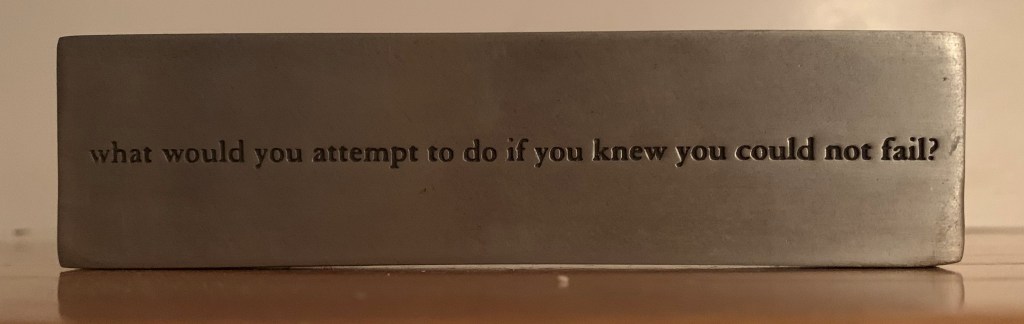 what would you attempt to do if you knew you could not fail?